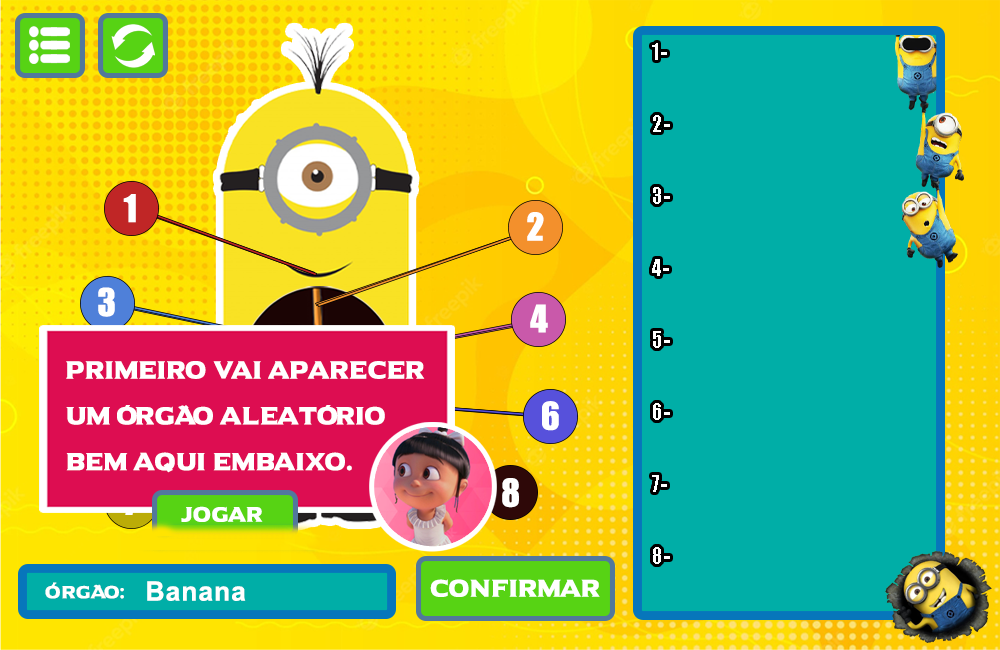 1
2
3
4
6
8
PRIMEIRO VAI APARECER
UM ÓRGÃO ALEATÓRIO
BEM AQUI EMBAIXO.
JOGAR
ÓRGAO: Banana
CONFIRMAR
1-
2-
3-
4-
5-
6-
7-
8-